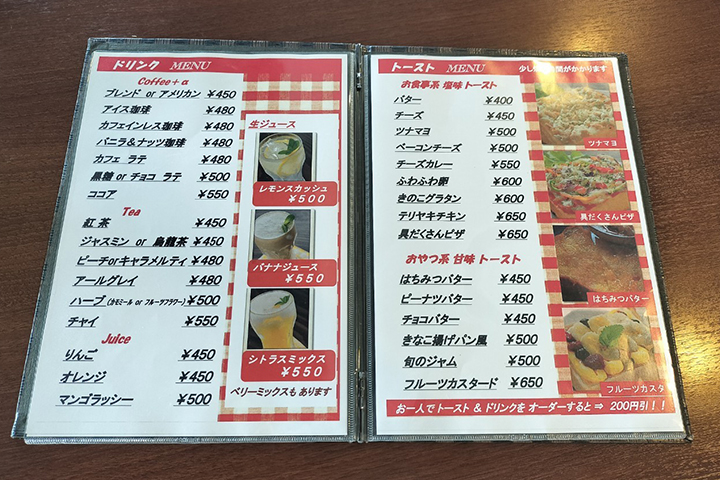 ドリンク MENU
Coffee+α
ブレンド or アメリカン ¥450
アイス珈琲 ¥480
カフェインレス珈琲 ¥480
バニラ&ナッツ珈琲 ¥480
カフェ ラテ ¥480
黒糖 or チョコ ラテ ¥500
ココア ¥550
Tea
紅茶 ¥450
ジャスミン or 烏龍茶 ¥450
ピーチorキャラメルティ ¥480
アールグレイ ¥480
ハーブ (カモミール or フルーツフラワー) ¥500
チャイ ¥550
Juice
りんご ¥450
オレンジ ¥450
マンゴラッシー ¥500
生ジュース
レモンスカッシュ
¥500
バナナジュース
¥550
シトラスミックス
¥550
ベリーミックスも あります
トースト MENU
少し
がかかります
お食事系 塩味 トースト
バター ¥400
チーズ ¥450
ツナマヨ ¥500
ベーコンチーズ ¥500
チーズカレー ¥550
ふわふわ卵 ¥600
きのこグラタン ¥600
テリヤキチキン ¥650
具だくさんピザ ¥650
おやつ系 甘味 トースト
はちみつバター ¥450
ピーナツバター ¥450
チョコバター ¥450
きなこ揚げパン風 ¥500
旬のジャム ¥500
フルーツカスタード ¥650
ツナマヨ
具だくさんピザ
はちみつバター
フルーツカスタ
お一人でトースト & ドリンクを オーダーすると ⇒ 200円引!!